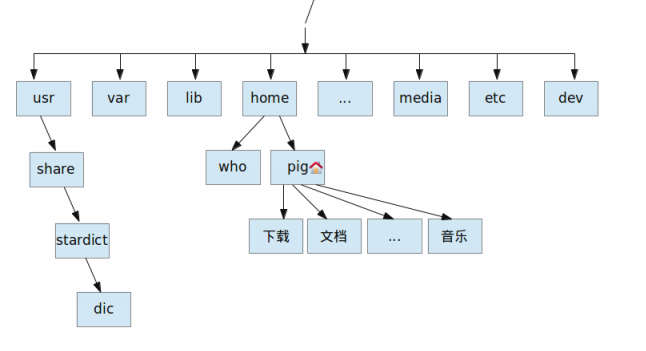 /
usr var lib home ... media etc dev
share who pig
stardict 下载 文档 ... 音乐
dic